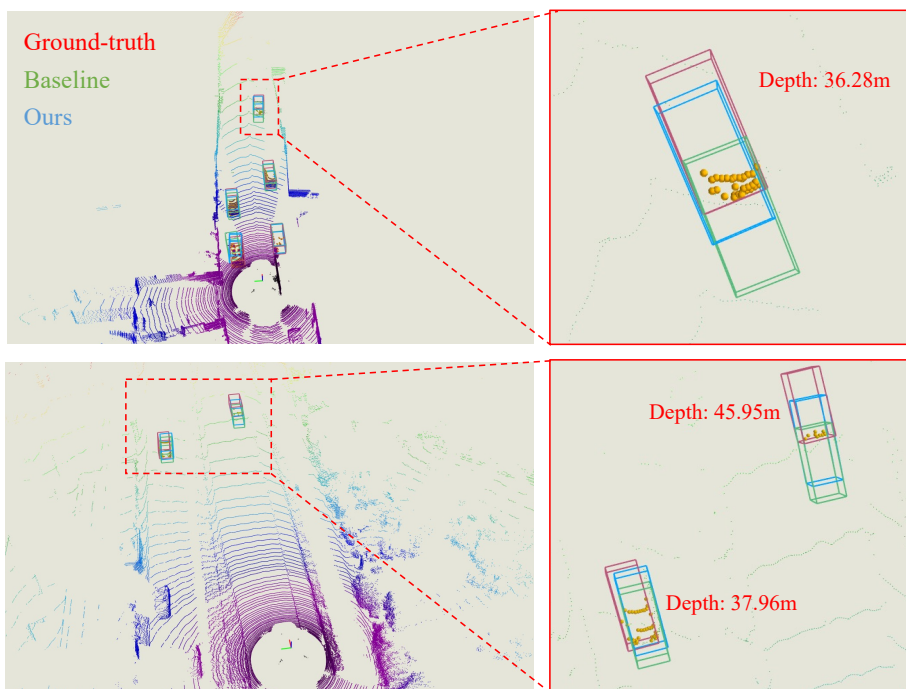 Ground-truth
Baseline
Ours
Depth: 36.28m
Depth: 45.95m
Depth: 37.96m